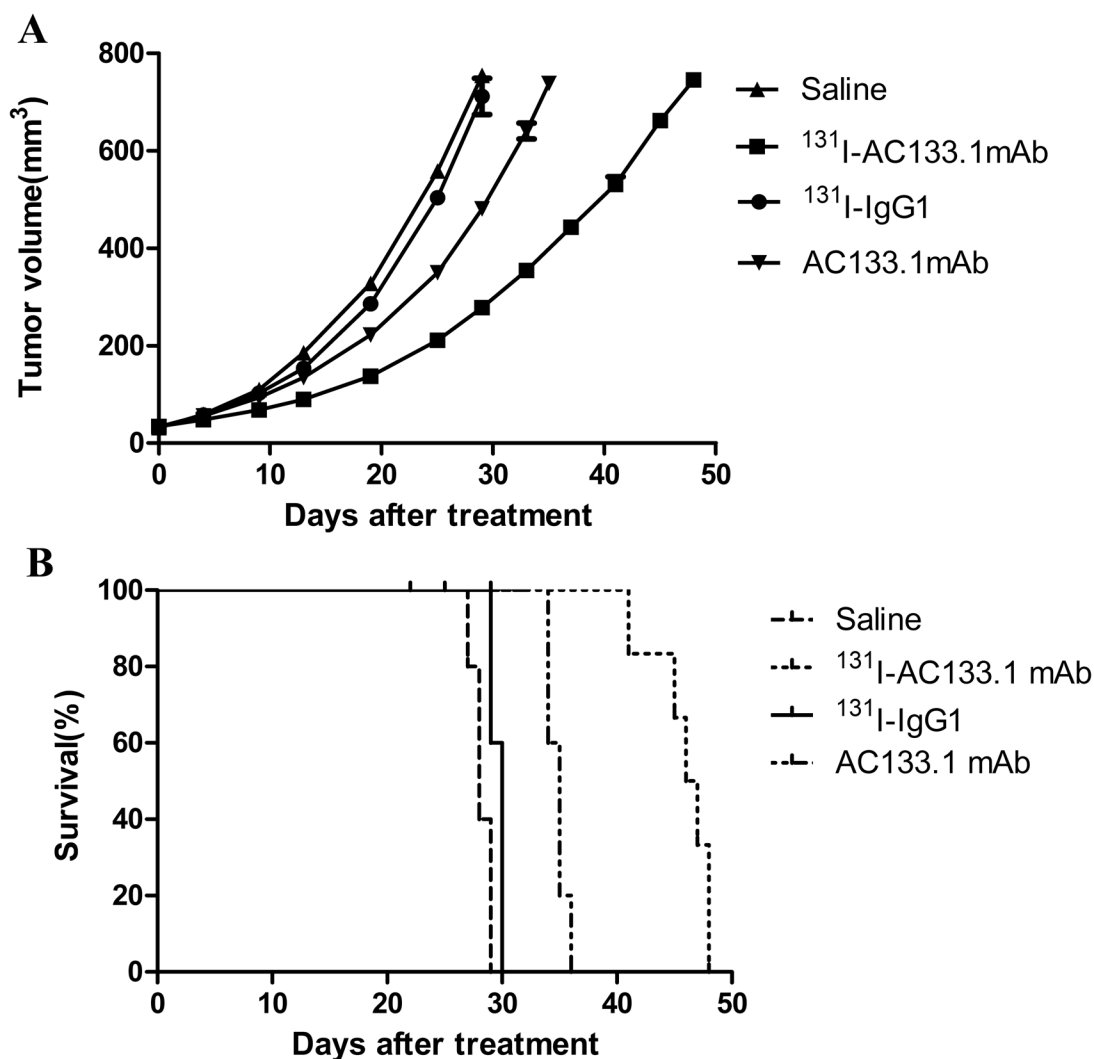 A
Tumor volume(mm³)
800
600
400
200
0
0 10 20 30 40 50
Days after treatment
Saline
¹³¹I-AC133.1mAb
¹³¹I-IgG1
AC133.1mAb
B
Survival(%)
100
80
60
40
20
0
0 10 20 30 40 50
Days after treatment
Saline
¹³¹I-AC133.1 mAb
¹³¹I-IgG1
AC133.1 mAb